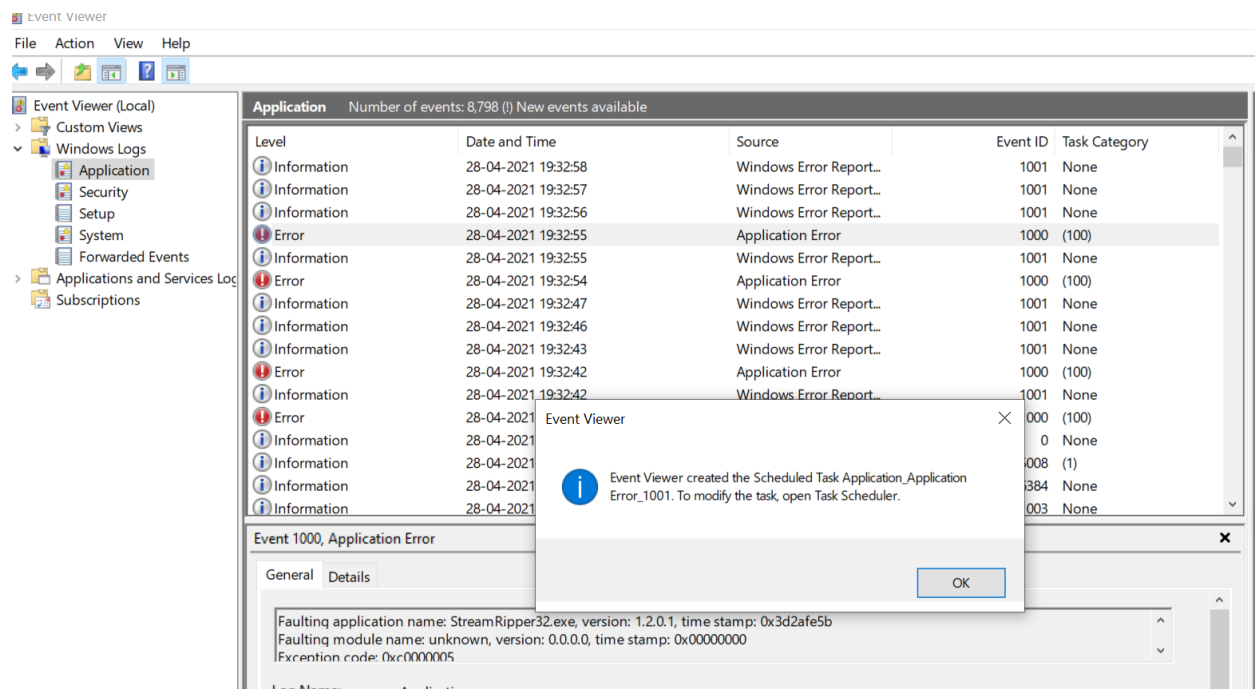 Event Viewer
File Action View Help
Event Viewer (Local)
Custom Views
Windows Logs
Application
Security
Setup
System
Forwarded Events
Applications and Services Log
Subscriptions
Application Number of events: 8,798 (!) New events available
Level Date and Time Source Event ID Task Category
Information 28-04-2021 19:32:58 Windows Error Report... 1001 None
Information 28-04-2021 19:32:57 Windows Error Report... 1001 None
Information 28-04-2021 19:32:56 Windows Error Report... 1001 None
Error 28-04-2021 19:32:55 Application Error 1000 (100)
Information 28-04-2021 19:32:55 Windows Error Report... 1001 None
Error 28-04-2021 19:32:54 Application Error 1000 (100)
Information 28-04-2021 19:32:47 Windows Error Report... 1001 None
Information 28-04-2021 19:32:46 Windows Error Report... 1001 None
Information 28-04-2021 19:32:43 Windows Error Report... 1001 None
Error 28-04-2021 19:32:42 Application Error 1000 (100)
Information 28-04-2021 19:32:42 Windows Error Report... 1001 None
Error 28-04-2021 000 (100)
Information 28-04-2021 0 None
Information 28-04-2021 008 (1)
Information 28-04-2021 384 None
Information 28-04-2021 003 None
Event Viewer
Event Viewer created the Scheduled Task Application_Application
Error_1001. To modify the task, open Task Scheduler.
OK
Event 1000, Application Error
General Details
Faulting application name: StreamRipper32.exe, version: 1.2.0.1, time stamp: 0x3d2afe5b
Faulting module name: unknown, version: 0.0.0.0, time stamp: 0x00000000
Exception code: 0xc0000005